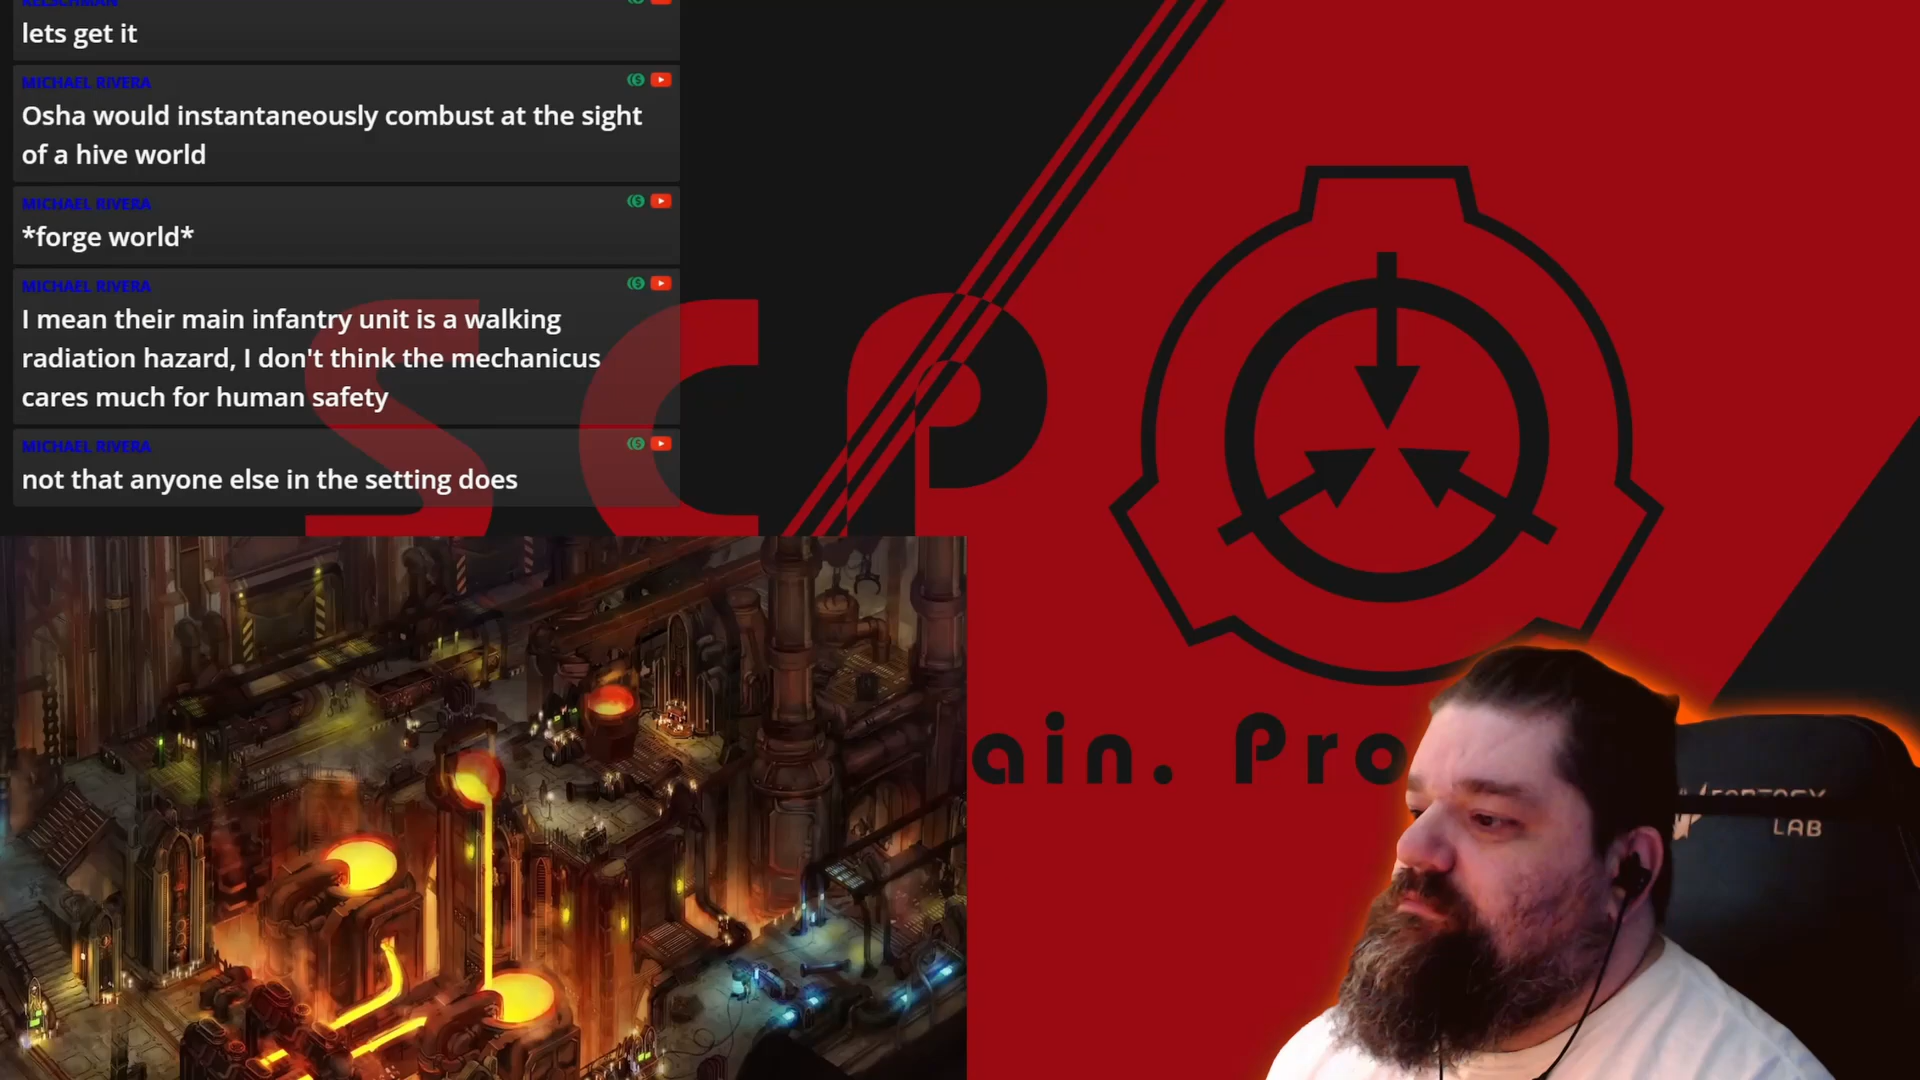 KELSCHMAN
lets get it
MICHAEL RIVERA
Osha would instantaneously combust at the sight
of a hive world
MICHAEL RIVERA
*forge world*
MICHAEL RIVERA
I mean their main infantry unit is a walking
radiation hazard, I don't think the mechanicus
cares much for human safety
MICHAEL RIVERA
not that anyone else in the setting does
SCP
ain. Pro
LAB